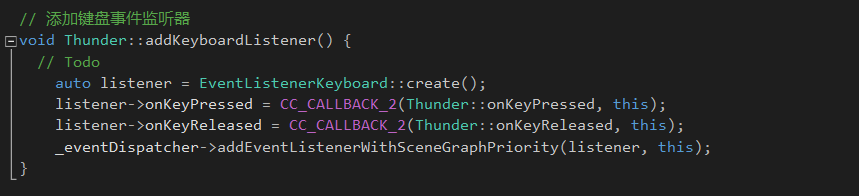 // 添加键盘事件监听器
void Thunder::addKeyboardListener() {
// Todo
auto listener = EventListenerKeyboard::create();
listener->onKeyPressed = CC_CALLBACK_2(Thunder::onKeyPressed, this);
listener->onKeyReleased = CC_CALLBACK_2(Thunder::onKeyReleased, this);
_eventDispatcher->addEventListenerWithSceneGraphPriority(listener, this);
}